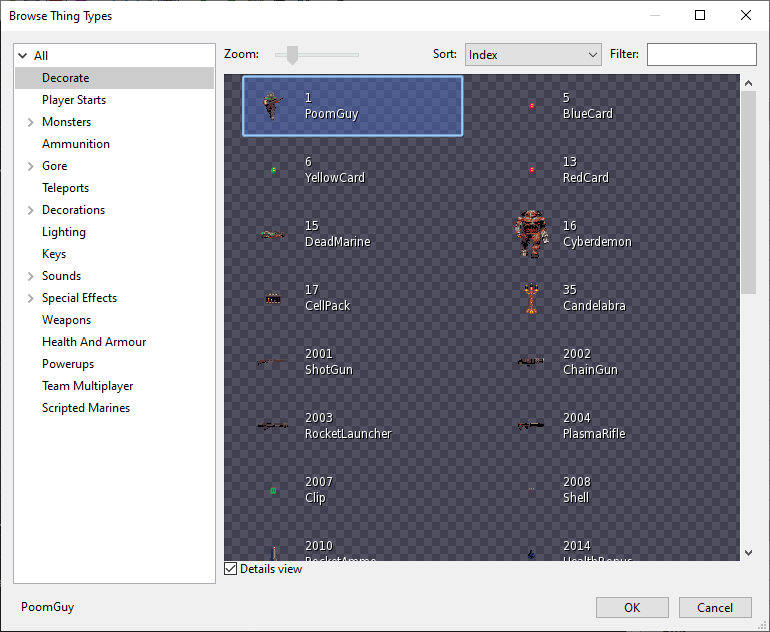 Browse Thing Types
All
Decorate
Player Starts
Monsters
Ammunition
Gore
Teleports
Decorations
Lighting
Keys
Sounds
Special Effects
Weapons
Health And Armour
Powerups
Team Multiplayer
Scripted Marines
Zoom:
Sort:
Index
Filter:
1
PoomGuy
5
BlueCard
6
YellowCard
13
RedCard
15
DeadMarine
16
Cyberdemon
17
CellPack
35
Candelabra
2001
ShotGun
2002
ChainGun
2003
RocketLauncher
2004
PlasmaRifle
2007
Clip
2008
Shell
2010
RocketAmmo
2014
HealthBonus
Details view
PoomGuy
OK
Cancel